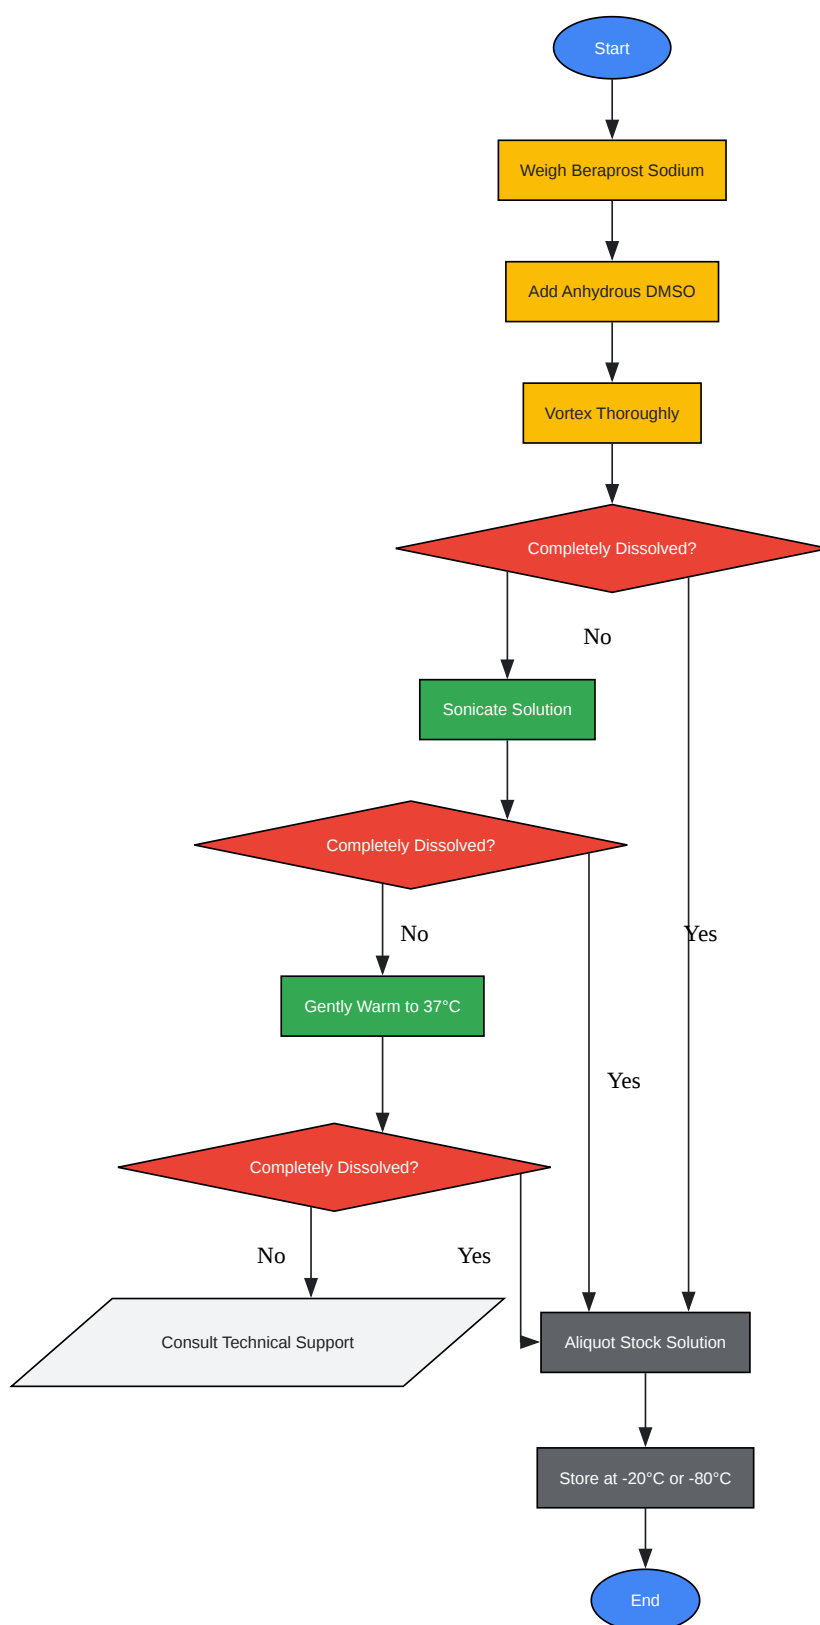 Start
Weigh Beraprost Sodium
Add Anhydrous DMSO
Vortex Thoroughly
Completely Dissolved?
No
Sonicate Solution
Completely Dissolved?
No
Yes
Gently Warm to 37°C
Yes
Completely Dissolved?
No
Yes
Consult Technical Support
Aliquot Stock Solution
Store at -20°C or -80°C
End